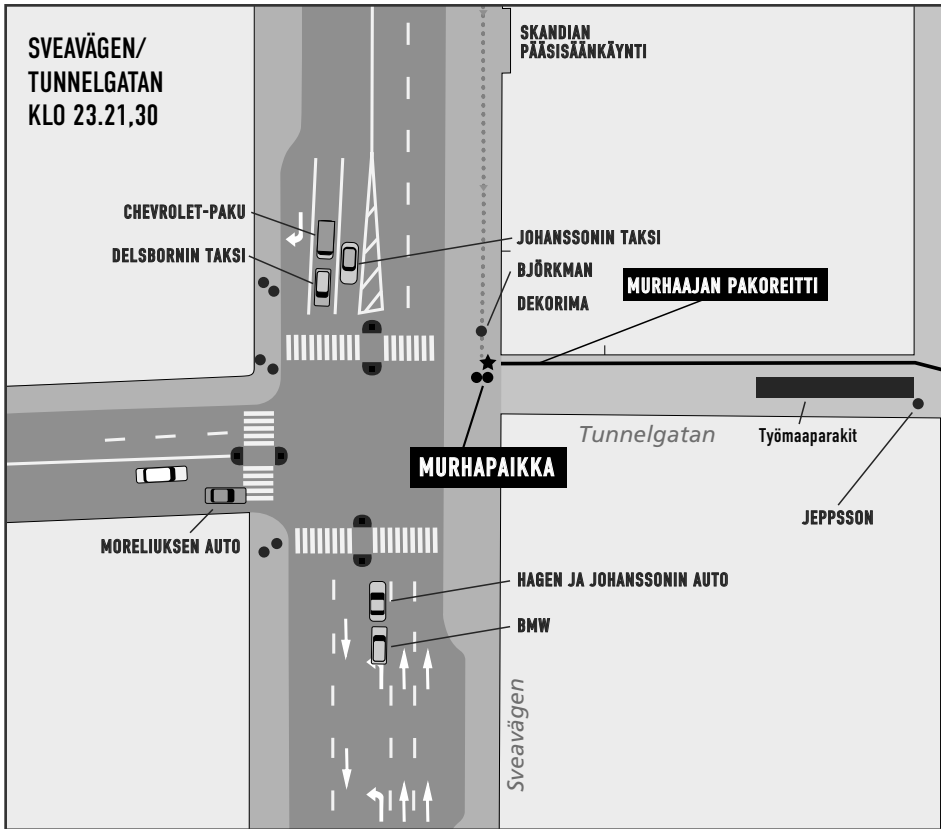 SVEAVÄGEN/
TUNNELGATAN
KLO 23.21,30
SKANDIAN
PÄÄSISÄÄNKÄYNTI
CHEVROLET-PAKU
DELSBORNIN TAKSI
JOHANSSONIN TAKSI
BJÖRKMAN
DEKORIMA
MURHAAJAN PAKOREITTI
Tunnelgatan
Työmaaparakit
MURHAPAIKKA
JEPPSSON
MORELIUKSEN AUTO
HAGEN JA JOHANSSONIN AUTO
BMW
Sveavägen